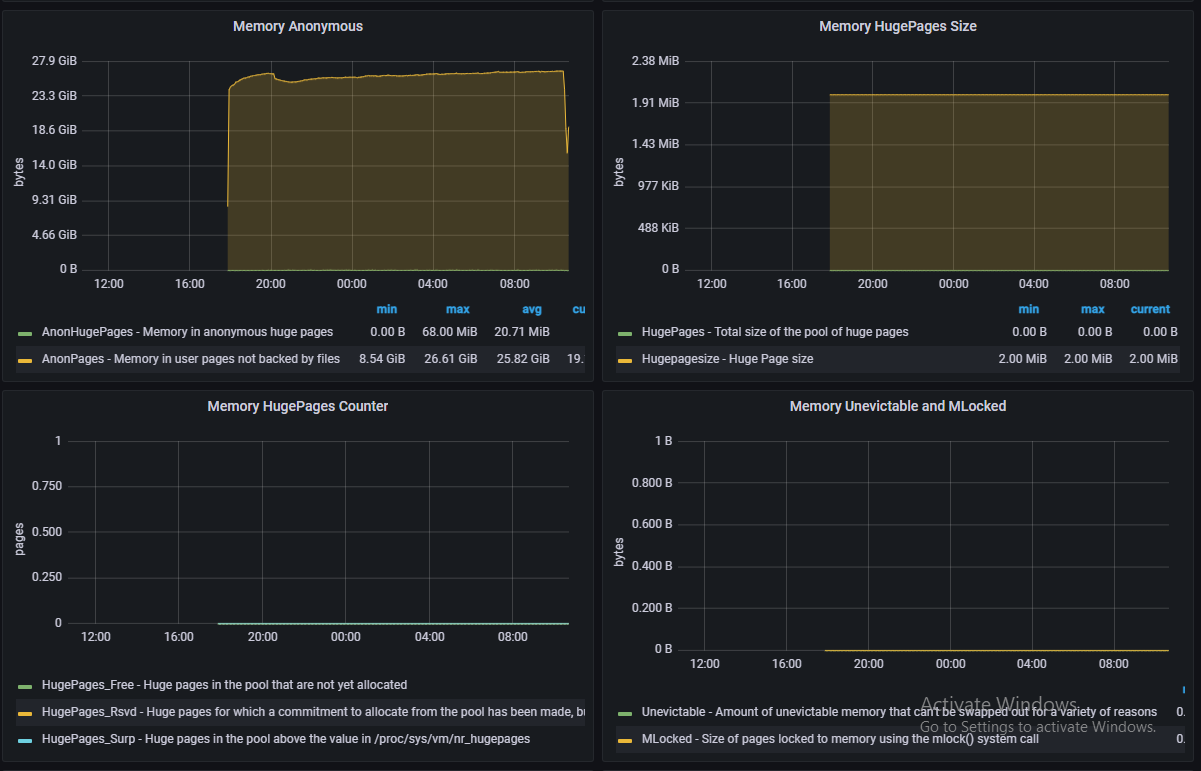 Memory Anonymous
27.9 GiB
23.3 GiB
18.6 GiB
14.0 GiB
9.31 GiB
4.66 GiB
0 B
bytes
12:00 16:00 20:00 00:00 04:00 08:00
min max avg cu
AnonHugePages - Memory in anonymous huge pages 0.00 B 68.00 MiB 20.71 MiB
AnonPages - Memory in user pages not backed by files 8.54 GiB 26.61 GiB 25.82 GiB 19.
Memory HugePages Size
2.38 MiB
1.91 MiB
1.43 MiB
977 KiB
488 KiB
0 B
bytes
12:00 16:00 20:00 00:00 04:00 08:00
min max current
HugePages - Total size of the pool of huge pages 0.00 B 0.00 B 0.00 B
Hugepagesize - Huge Page size 2.00 MiB 2.00 MiB 2.00 MiB
Memory HugePages Counter
1
0.750
0.500
0.250
0
pages
12:00 16:00 20:00 00:00 04:00 08:00
HugePages_Free - Huge pages in the pool that are not yet allocated
HugePages_Rsvd - Huge pages for which a commitment to allocate from the pool has been made, bu
HugePages_Surp - Huge pages in the pool above the value in /proc/sys/vm/nr_hugepages
Memory Unevictable and MLocked
1 B
0.800 B
0.600 B
0.400 B
0.200 B
0 B
bytes
12:00 16:00 20:00 00:00 04:00 08:00
Unevictable - Amount of unevictable memory that can't be swapped out for a variety of reasons 0.
MLocked - Size of pages locked to memory using the mlock() system call 0.
Activate Windows
Go to Settings to activate Windows.